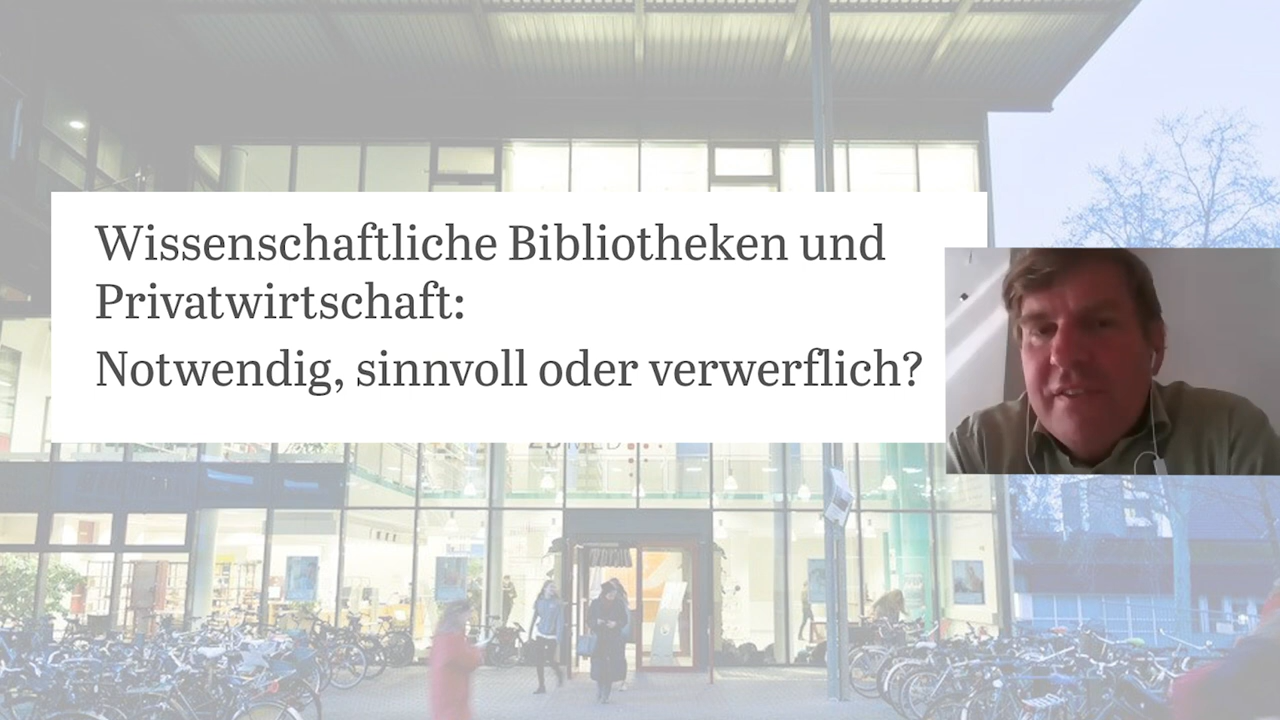 Wissenschaftliche Bibliotheken und
Privatwirtschaft:
Notwendig, sinnvoll oder verwerflich?